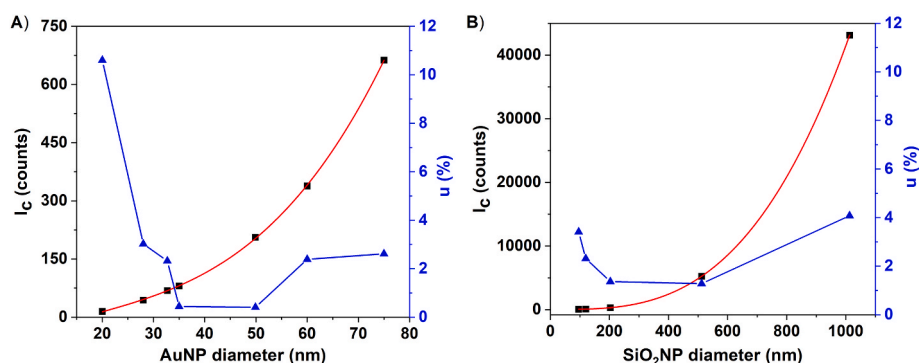 A)
750
600
450
300
150
0
I_C (counts)
20 30 40 50 60 70 80
AuNP diameter (nm)
12
10
8
6
4
2
0
u (%)
B)
40000
30000
20000
10000
0
I_C (counts)
0 200 400 600 800 1000
SiO₂NP diameter (nm)
12
10
8
6
4
2
0
u (%)